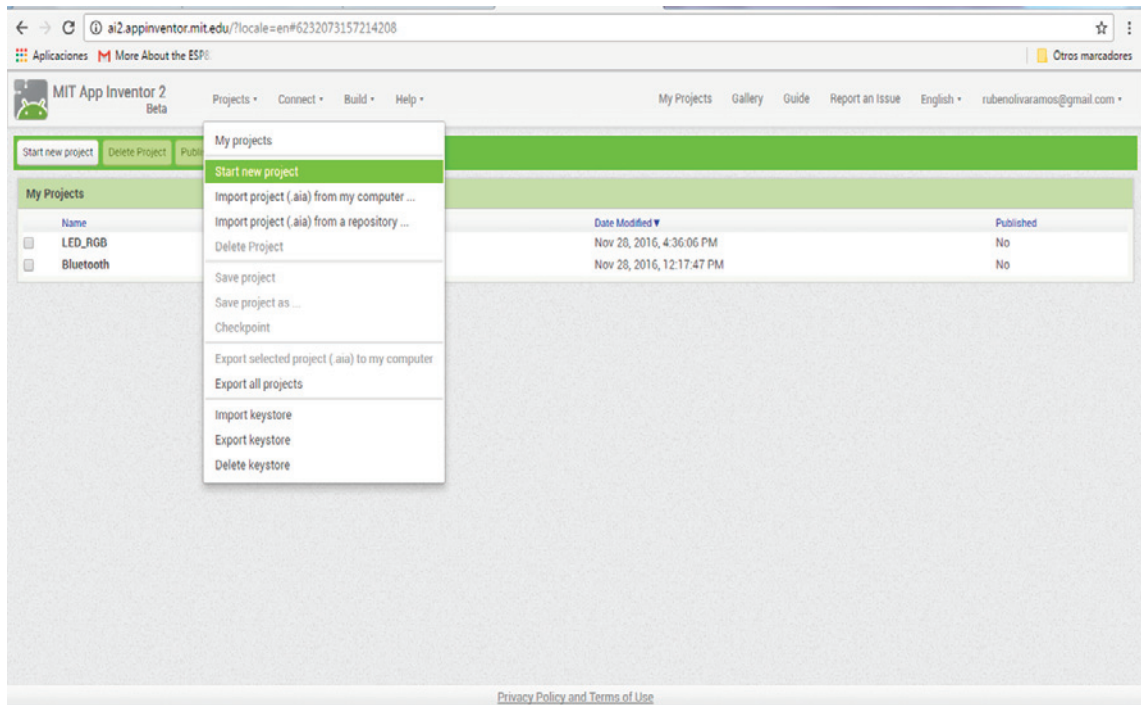 ai2.appinventor.mit.edu/?locale=en#6232073157214208
Aplicaciones More About the ESP8 Otros marcadores
MIT App Inventor 2
Beta
Projects Connect Build Help My Projects Gallery Guide Report an Issue English rubenolivaramos@gmail.com
Start new project Delete Project
My projects
Start new project
Import project (.aia) from my computer ...
Import project (.aia) from a repository ...
Delete Project
Save project
Save project as ...
Checkpoint
Export selected project (.aia) to my computer
Export all projects
Import keystore
Export keystore
Delete keystore
My Projects
Name Date Modified Published
LED_RGB Nov 28, 2016, 4:36:06 PM No
Bluetooth Nov 28, 2016, 12:17:47 PM No
Privacy Policy and Terms of Use